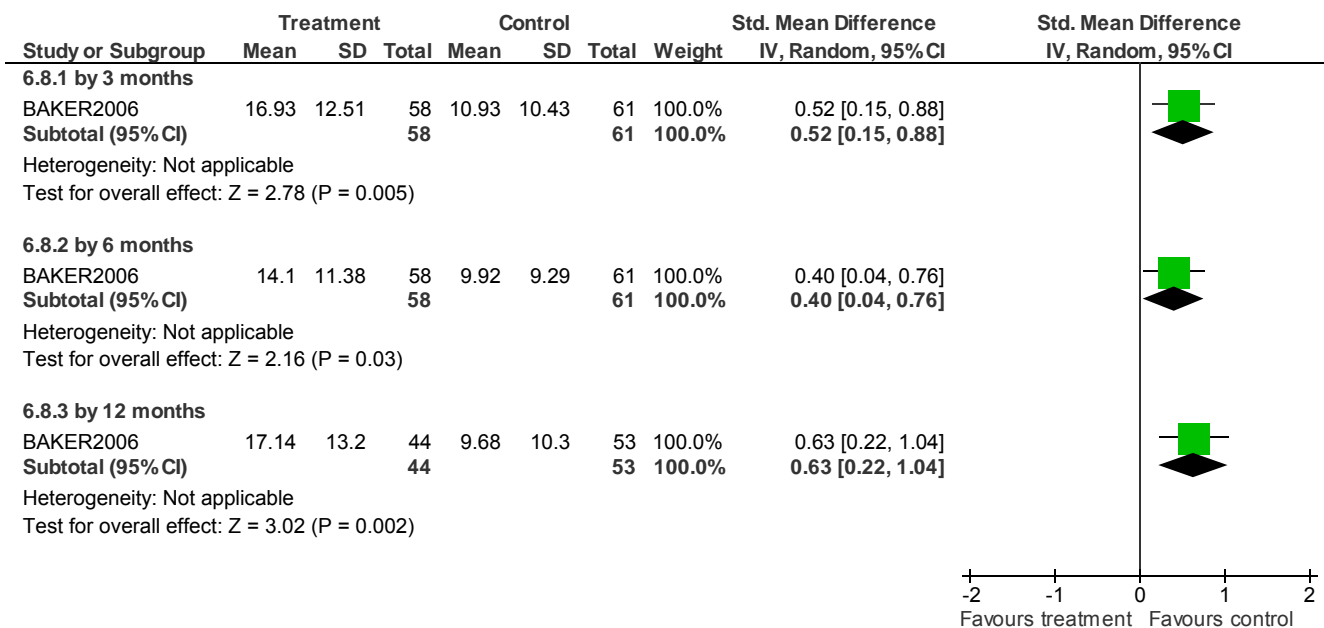 Treatment Control Std. Mean Difference Std. Mean Difference
Study or Subgroup Mean SD Total Mean SD Total Weight IV, Random, 95% CI IV, Random, 95% CI
6.8.1 by 3 months
BAKER2006 16.93 12.51 58 10.93 10.43 61 100.0% 0.52 [0.15, 0.88]
Subtotal (95% CI) 58 61 100.0% 0.52 [0.15, 0.88]
Heterogeneity: Not applicable
Test for overall effect: Z = 2.78 (P = 0.005)
6.8.2 by 6 months
BAKER2006 14.1 11.38 58 9.92 9.29 61 100.0% 0.40 [0.04, 0.76]
Subtotal (95% CI) 58 61 100.0% 0.40 [0.04, 0.76]
Heterogeneity: Not applicable
Test for overall effect: Z = 2.16 (P = 0.03)
6.8.3 by 12 months
BAKER2006 17.14 13.2 44 9.68 10.3 53 100.0% 0.63 [0.22, 1.04]
Subtotal (95% CI) 44 53 100.0% 0.63 [0.22, 1.04]
Heterogeneity: Not applicable
Test for overall effect: Z = 3.02 (P = 0.002)
-2 -1 0 1 2
Favours treatment Favours control